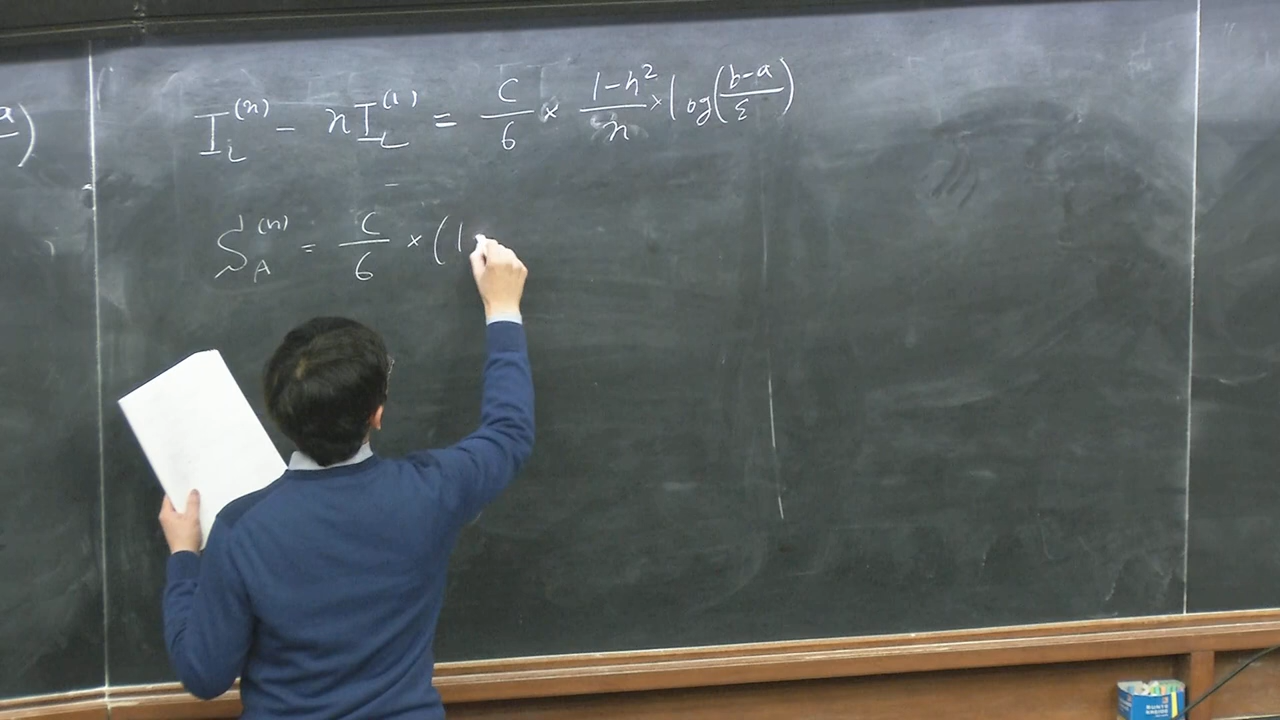 a)
I_L^(n) - n I_L^(1) = c/6 × (1-n²)/n × log((b-a)/ε)
S_A^(n) = c/6 × (1